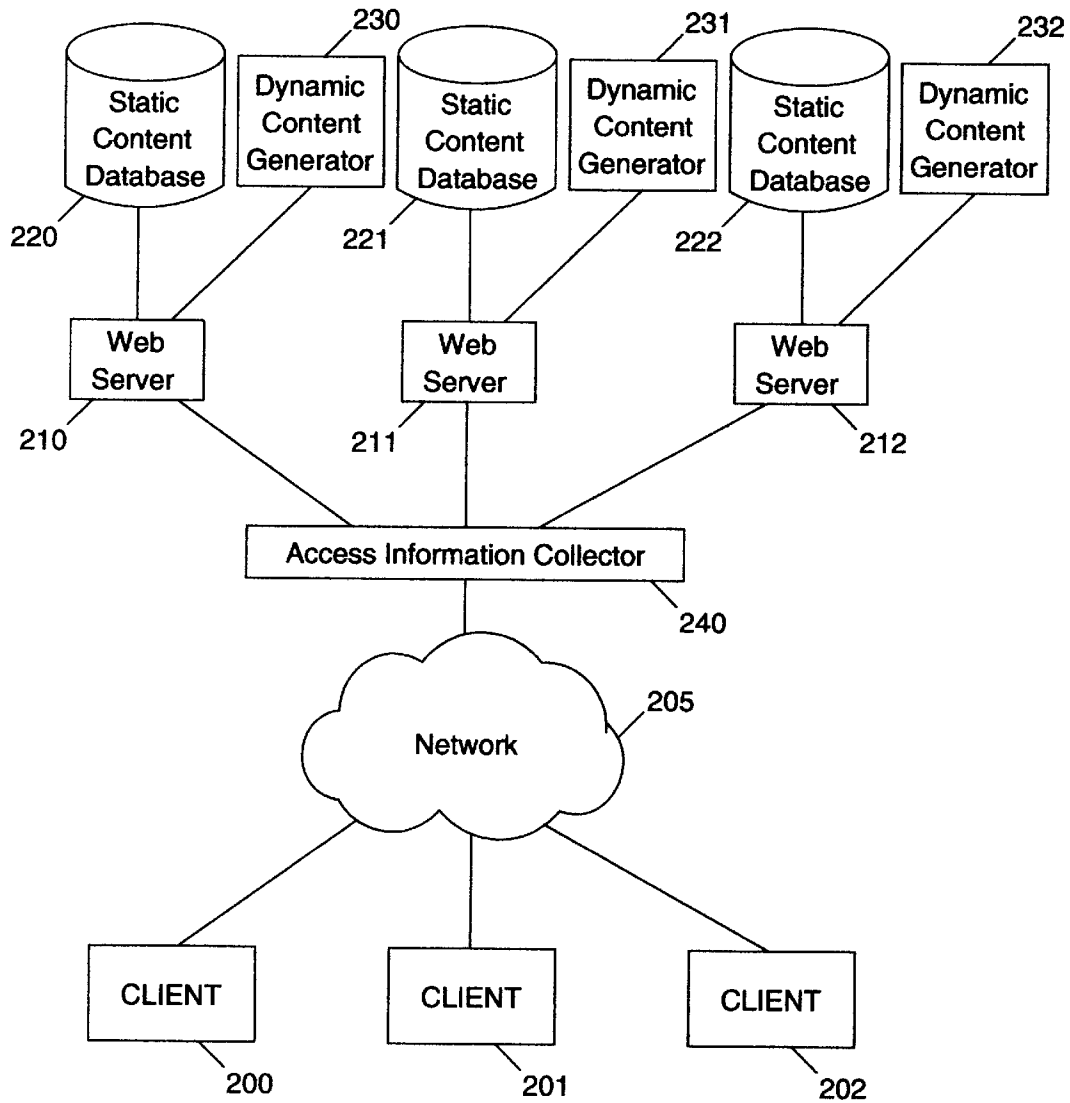 230
231
232
Static
Content
Database
Dynamic
Content
Generator
Static
Content
Database
Dynamic
Content
Generator
Static
Content
Database
Dynamic
Content
Generator
220
221
222
Web
Server
Web
Server
Web
Server
210
211
212
Access Information Collector
240
205
Network
CLIENT
CLIENT
CLIENT
200
201
202